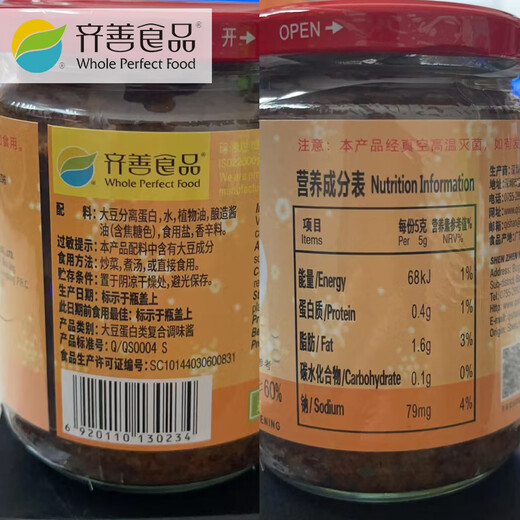 齐善食品®
Whole Perfect Food
开
齐善食品®
Whole Perfect Food
配　　料：大豆分离蛋白，水，植物油，酿造酱
油(含焦糖色)，食用盐，香辛料。
过敏提示：本产品配料中含有大豆成分
炒菜，煮汤，或直接食用。
贮存条件：置于阴凉干燥处，避光保存。
生产日期：标示于瓶盖上
此日期前食用最佳：标示于瓶盖上
产品类别：大豆蛋白类复合调味酱
产品标准号：Q/QS0004 S
食品生产许可证编号：SC10144030600831
6 920110 130234
OPEN
注意：本产品经真空高温灭菌，
营养成分表 Nutrition Information
项目 每份5克 营养素参考值%
Items Per 5g NRV%
能量/Energy 68kJ 1%
蛋白质/Protein 0.4g 1%
脂肪/Fat 1.6g 3%
碳水化合物/Carbohydrate 0.1g 0%
钠/Sodium 79mg 4%
60%
ENING